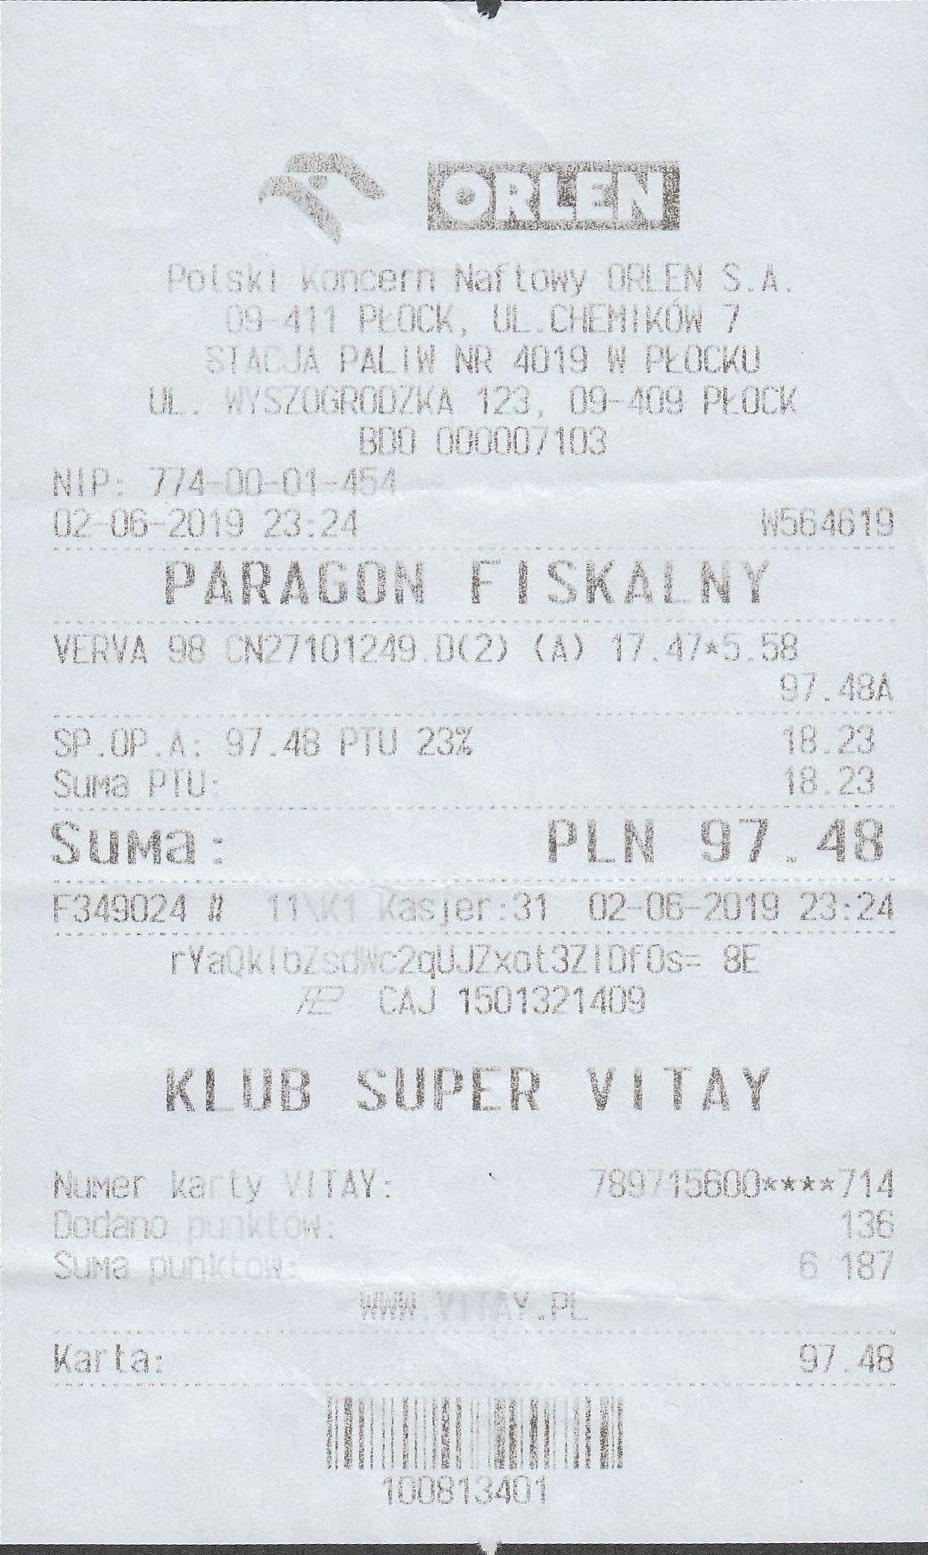 ORLEN
Polski Koncern Naftowy ORLEN S.A.
09-411 PŁOCK, UL.CHEMIKÓW 7
STACJA PALIW NR 4019 W PŁOCKU
UL. WYSZOGRODZKA 123, 09-409 PŁOCK
BDO 000007103
NIP: 774-00-01-454
02-06-2019 23:24 W564619
PARAGON FISKALNY
VERVA 98 CN27101249.D(2) (A) 17.47*5.58
97.48A
SP.OP.A: 97.48 PTU 23% 18.23
Suma PTU: 18.23
Suma: PLN 97.48
F349024 # 11\K1 Kasjer:31 02-06-2019 23:24
8E
CAJ 1501321409
KLUB SUPER VITAY
Numer karty VITAY: 789715600****714
Dodano punktów: 136
Suma punktów: 6 187
WWW.VITAY.PL
Karta: 97.48
100813401